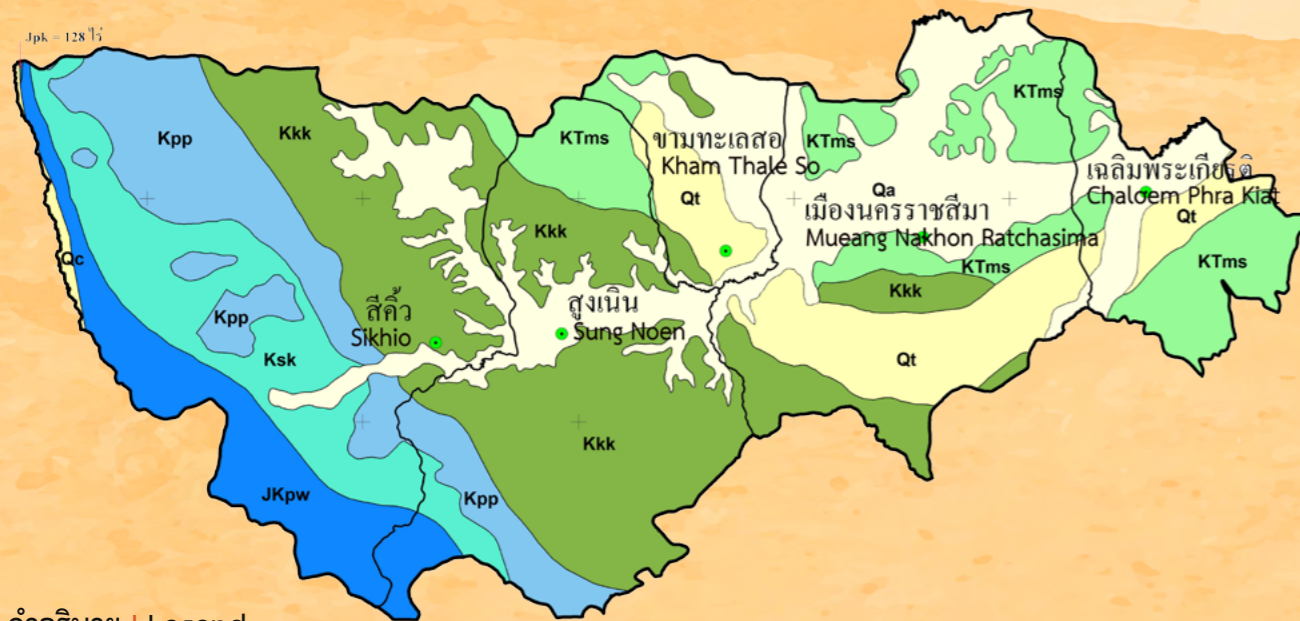 Jpk = 128 ไร่
Kpp
Kkk
KTms
ขามทะเลสอ
Kham Thale So
Qt
KTms
KTms
Qa
เมืองนครราชสีมา
Mueang Nakhon Ratchasima
เฉลิมพระเกียรติ
Chaloem Phra Kiat
Qt
KTms
Kkk
Qc
KTms
Kkk
Kpp
สีคิ้ว
Sikhio
สูงเนิน
Sung Noen
Ksk
Qt
Kkk
JKpw
Kpp